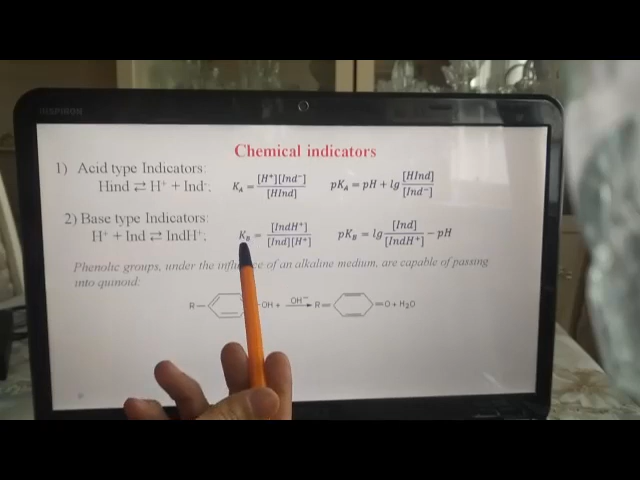 INSPIRON
Chemical indicators
1) Acid type Indicators:
Hind ⇄ H⁺ + Ind⁻; K_A = [H⁺][Ind⁻] / [HInd] pK_A = pH + lg [HInd] / [Ind⁻]
2) Base type Indicators:
H⁺ + Ind ⇄ IndH⁺; K_B = [IndH⁺] / [Ind][H⁺] pK_B = lg [Ind] / [IndH⁺] − pH
Phenolic groups, under the of an alkaline medium, are capable of passing
into quinoid:
R— —OH + OH⁻ → R= =O + H₂O